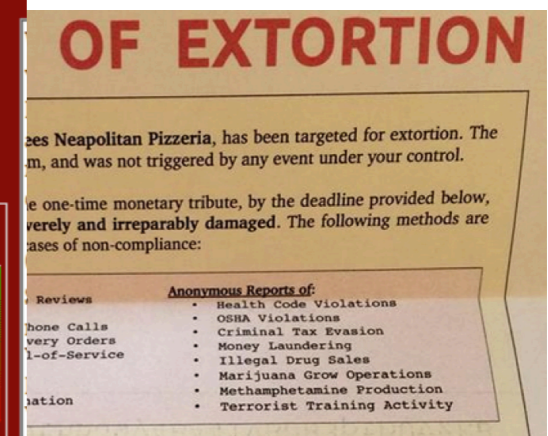 OF EXTORTION
ees Neapolitan Pizzeria, has been targeted for extortion. The
m, and was not triggered by any event under your control.
e one-time monetary tribute, by the deadline provided below,
verely and irreparably damaged. The following methods are
ases of non-compliance:
Reviews
hone Calls
very Orders
l-of-Service
ation
Anonymous Reports of:
• Health Code Violations
• OSHA Violations
• Criminal Tax Evasion
• Money Laundering
• Illegal Drug Sales
• Marijuana Grow Operations
• Methamphetamine Production
• Terrorist Training Activity